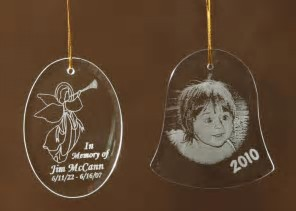 In
Memory of
Jim McCann
6/11/22 - 6/16/07
2010